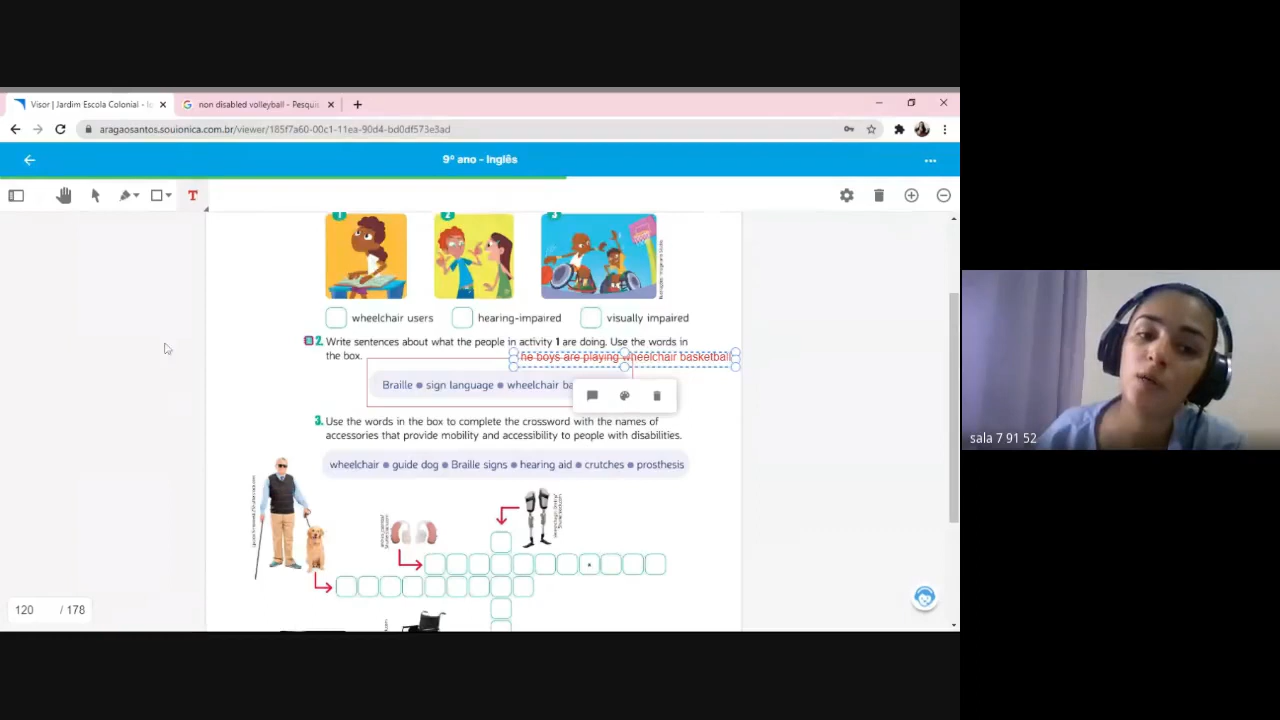 Visor | Jardim Escola Colonial - Io
non disabled volleyball - Pesqui
aragaosantos.souionica.com.br/viewer/185f7a60-00c1-11ea-90d4-bd0df573e3ad
9º ano - Inglês
T
1
2
3
wheelchair users
hearing-impaired
visually impaired
2. Write sentences about what the people in activity 1 are doing. Use the words in
the box.
he boys are playing wheelchair basketball
Braille ● sign language ● wheelchair ba
3. Use the words in the box to complete the crossword with the names of
accessories that provide mobility and accessibility to people with disabilities.
wheelchair ● guide dog ● Braille signs ● hearing aid ● crutches ● prosthesis
120 / 178
sala 7 91 52